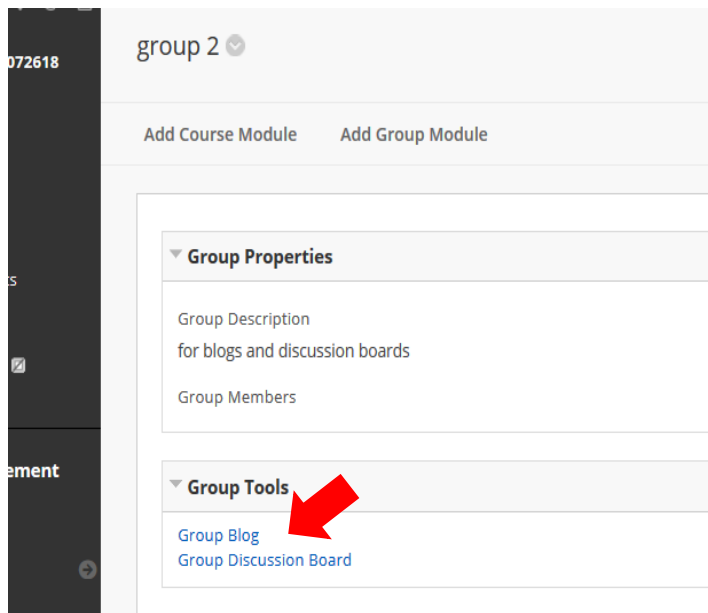 072618
group 2
Add Course Module Add Group Module
Group Properties
Group Description
for blogs and discussion boards
Group Members
Group Tools
Group Blog
Group Discussion Board
ts
ement